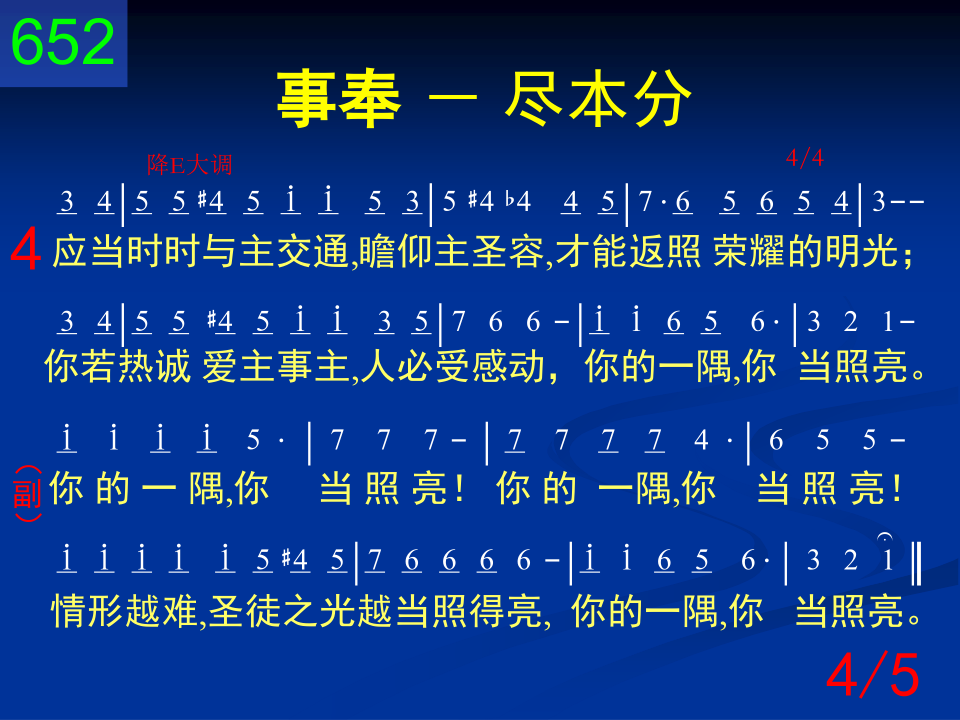 652
事奉 － 尽本分
降E大调 4/4
3 4|5 5 #4 5 i i 5 3|5 #4 b4 4 5|7·6 5 6 5 4|3--
4 应当时时与主交通,瞻仰主圣容,才能返照 荣耀的明光；
3 4|5 5 #4 5 i i 3 5|7 6 6 -|i i 6 5 6·|3 2 1-
你若热诚 爱主事主,人必受感动，你的一隅,你 当照亮。
i i i i 5 ·|7 7 7 -|7 7 7 7 4 ·|6 5 5 -
（副） 你 的 一 隅,你 当 照 亮！ 你 的 一隅,你 当 照 亮！
i i i i i 5 #4 5|7 6 6 6 6 -|i i 6 5 6·|3 2 i‖
情形越难,圣徒之光越当照得亮, 你的一隅,你 当照亮。
4/5